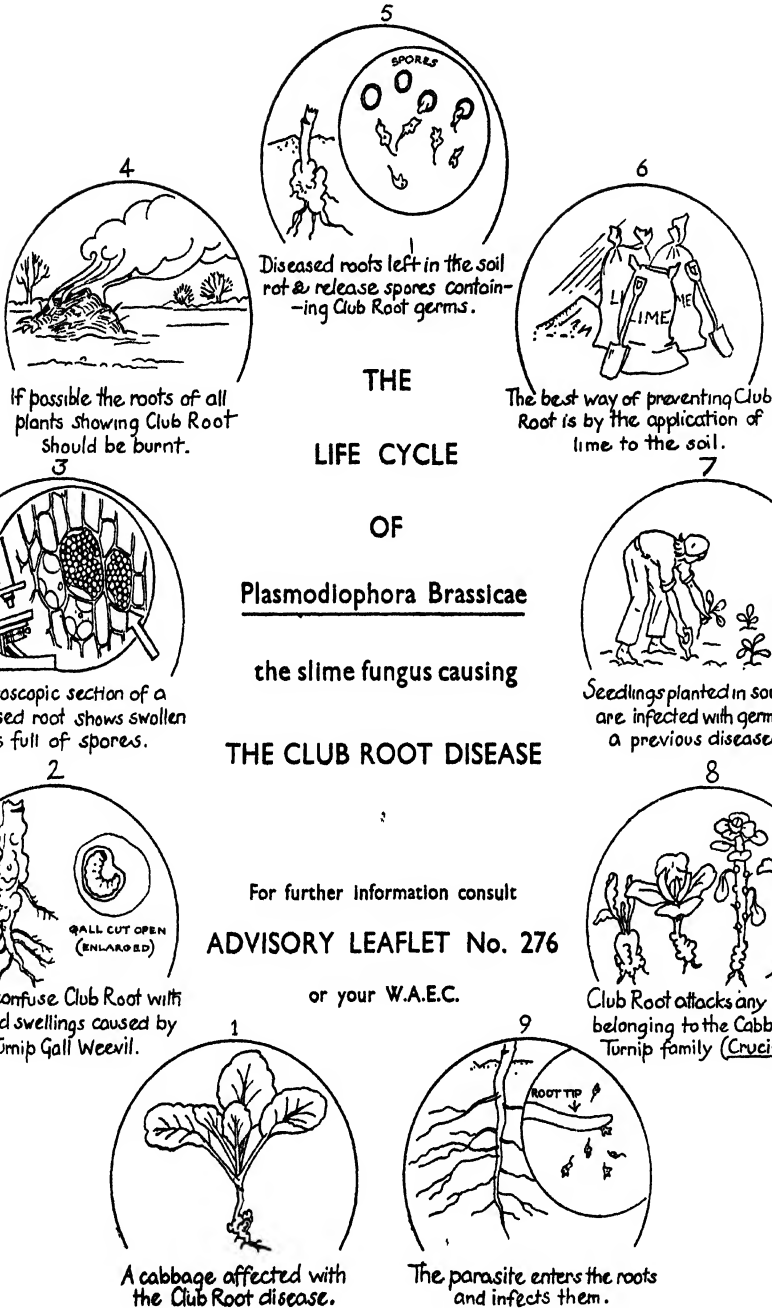 5
SPORES
Diseased roots left in the soil
rot & release spores contain-
-ing Club Root germs.
4
If possible the roots of all
plants showing Club Root
should be burnt.
6
LIME
ME
LI
The best way of preventing Club
Root is by the application of
lime to the soil.
THE
LIFE CYCLE
OF
Plasmodiophora Brassicae
the slime fungus causing
THE CLUB ROOT DISEASE
For further information consult
ADVISORY LEAFLET No. 276
or your W.A.E.C.
3
section of a
root shows swollen
full of spores.
7
Seedlings planted in
are infected with
a previous
2
GALL CUT OPEN
(ENLARGED)
Club Root with
swellings caused by
Gall Weevil.
8
Club Root attacks any
belonging to the
Turnip family
1
A cabbage affected with
the Club Root disease.
9
ROOT TIP
The parasite enters the roots
and infects them.